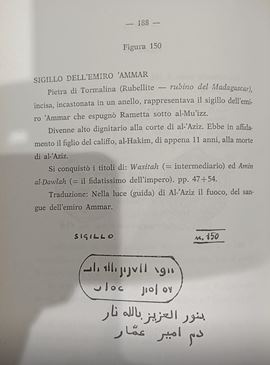 — 188 —
Figura 150
SIGILLO DELL'EMIRO 'AMMAR
Pietra di Tormalina (Rubellite — rubino del Madagascar),
incisa, incastonata in un anello, rappresentava il sigillo dell'emi-
ro 'Ammar che espugnò Rametta sotto al-Mu'izz.
Divenne alto dignitario alla corte di al-'Aziz. Ebbe in affida-
mento il figlio del califfo, al-Hakim, di appena 11 anni, alla morte
di al-'Aziz.
Si conquistò i titoli di: Wasitah (= intermediario) ed Amin
al-Dawlah (= il fidatissimo dell'impero). pp. 47÷54.
Traduzione: Nella luce (guida) di Al-'Aziz il fuoco, del san-
gue dell'emiro Ammar.
SIGILLO
n. 150
بنور العزيز بالله نار
دم امير عمّار